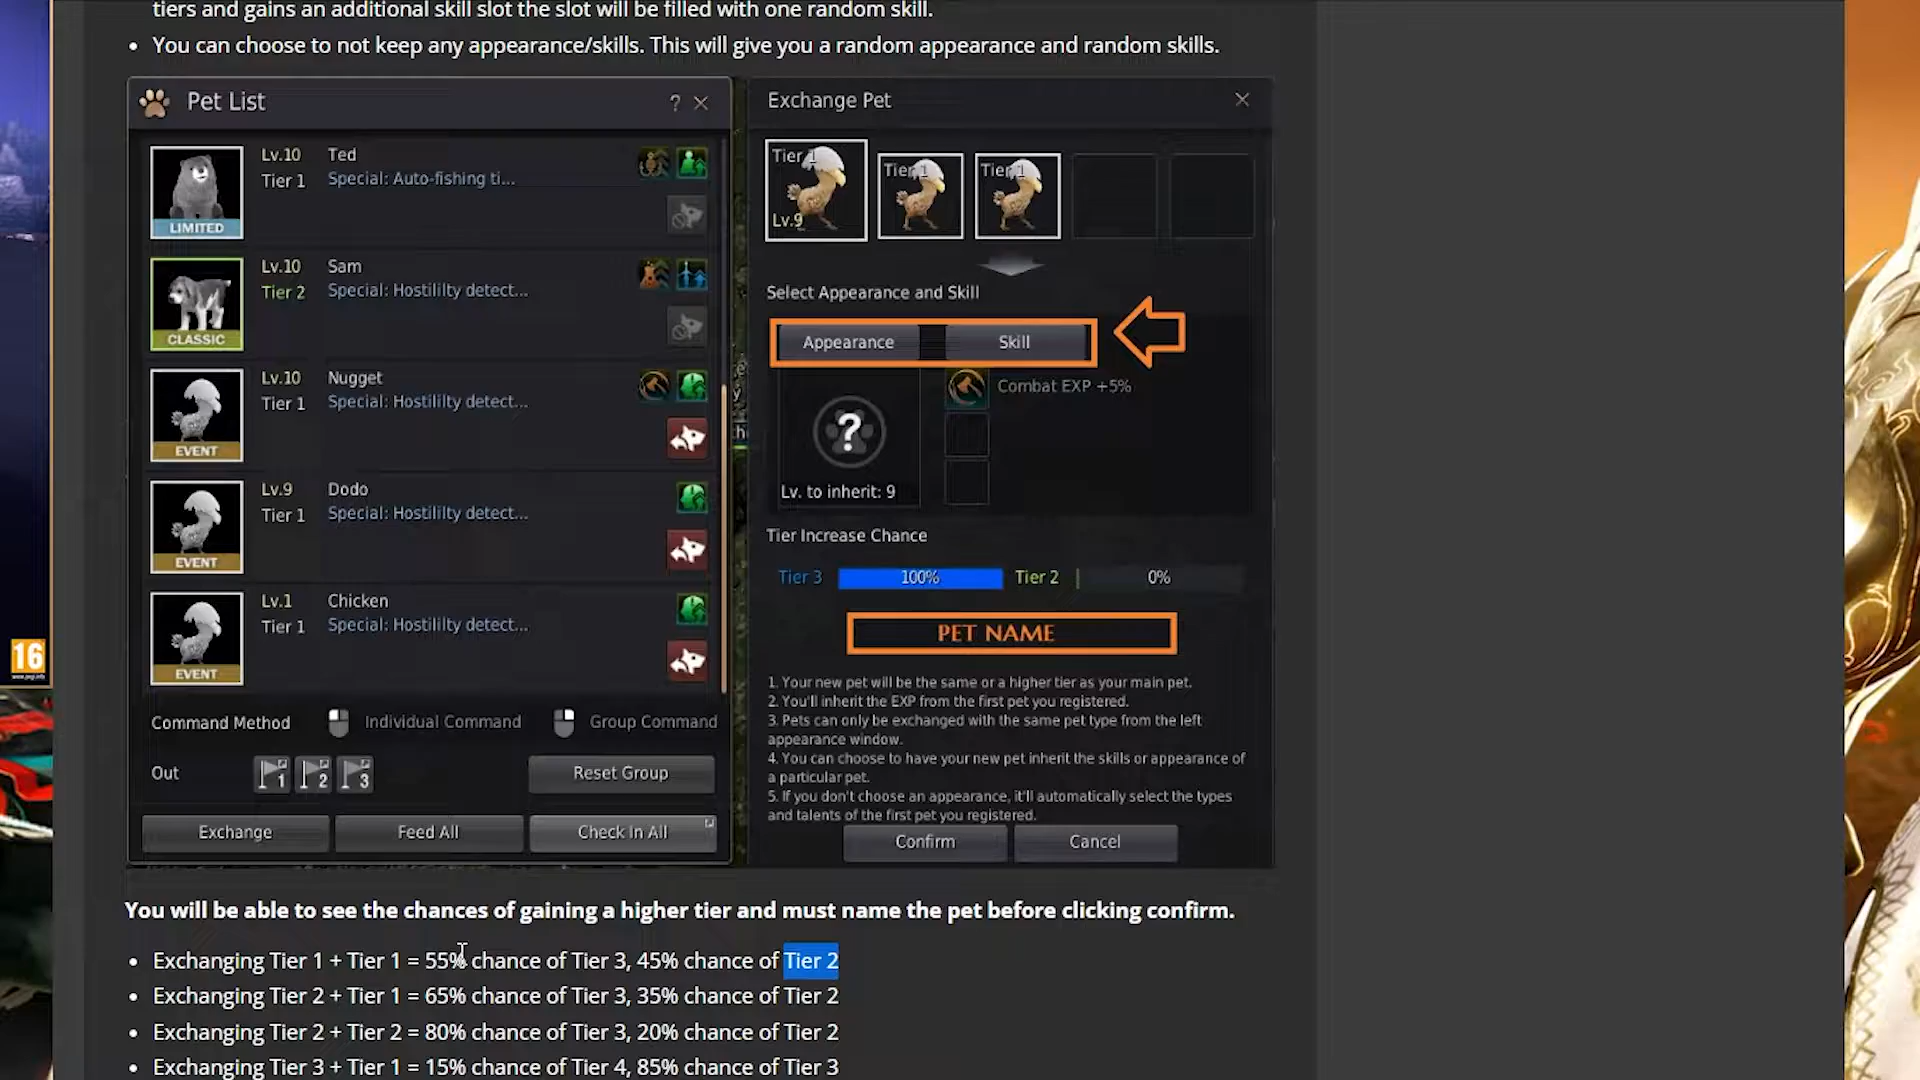 tiers and gains an additional skill slot the slot will be filled with one random skill.
• You can choose to not keep any appearance/skills. This will give you a random appearance and random skills.
Pet List
?
Lv.10 Ted
Tier 1 Special: Auto-fishing ti...
LIMITED
Lv.10 Sam
Tier 2 Special: Hostililty detect...
CLASSIC
Lv.10 Nugget
Tier 1 Special: Hostililty detect...
EVENT
Lv.9 Dodo
Tier 1 Special: Hostililty detect...
EVENT
Lv.1 Chicken
Tier 1 Special: Hostililty detect...
EVENT
Command Method Individual Command Group Command
Out 1 2 3 Reset Group
Exchange Feed All Check In All
Exchange Pet
Tier 1 Tier 1 Tier 1
Lv.9
Select Appearance and Skill
Appearance Skill
Combat EXP +5%
?
Lv. to inherit: 9
Tier Increase Chance
Tier 3 100% Tier 2 0%
PET NAME
1. Your new pet will be the same or a higher tier as your main pet.
2. You'll inherit the EXP from the first pet you registered.
3. Pets can only be exchanged with the same pet type from the left
appearance window.
4. You can choose to have your new pet inherit the skills or appearance of
a particular pet.
5. If you don't choose an appearance, it'll automatically select the types
and talents of the first pet you registered.
Confirm Cancel
You will be able to see the chances of gaining a higher tier and must name the pet before clicking confirm.
• Exchanging Tier 1 + Tier 1 = 55% chance of Tier 3, 45% chance of Tier 2
• Exchanging Tier 2 + Tier 1 = 65% chance of Tier 3, 35% chance of Tier 2
• Exchanging Tier 2 + Tier 2 = 80% chance of Tier 3, 20% chance of Tier 2
• Exchanging Tier 3 + Tier 1 = 15% chance of Tier 4, 85% chance of Tier 3
16